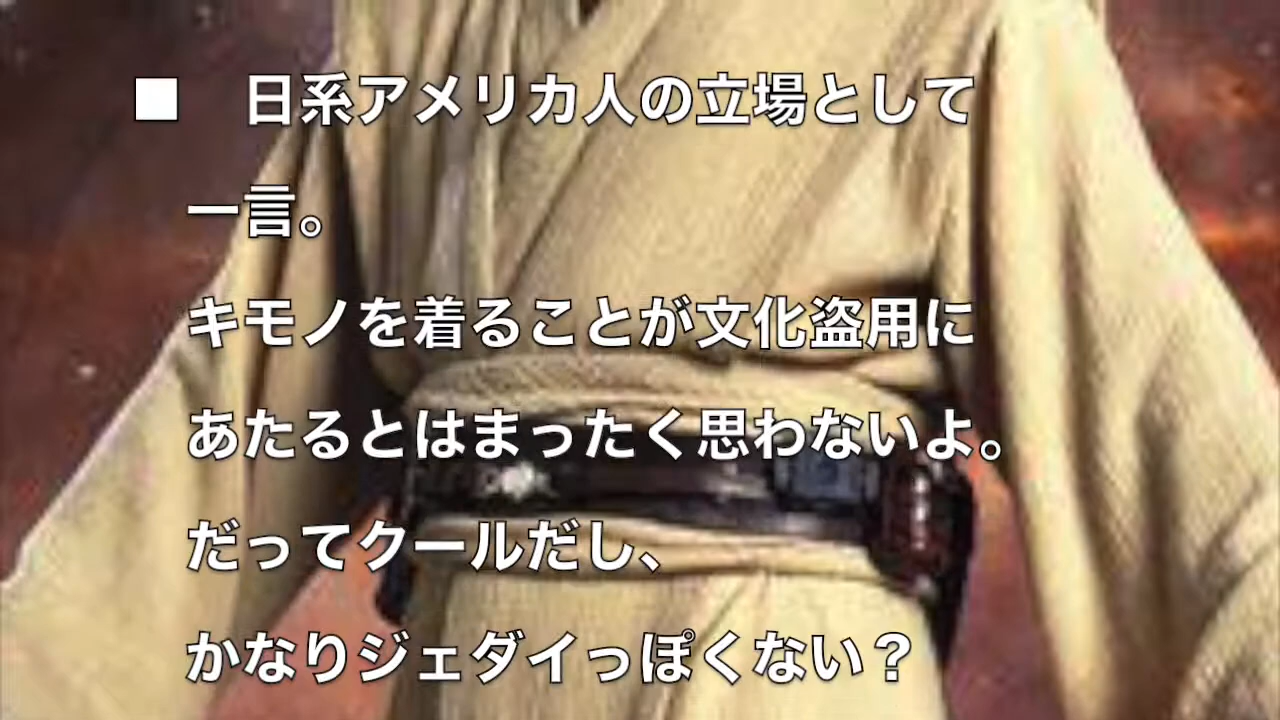 ■　日系アメリカ人の立場として
一言。
キモノを着ることが文化盗用に
あたるとはまったく思わないよ。
だってクールだし、
かなりジェダイっぽくない？